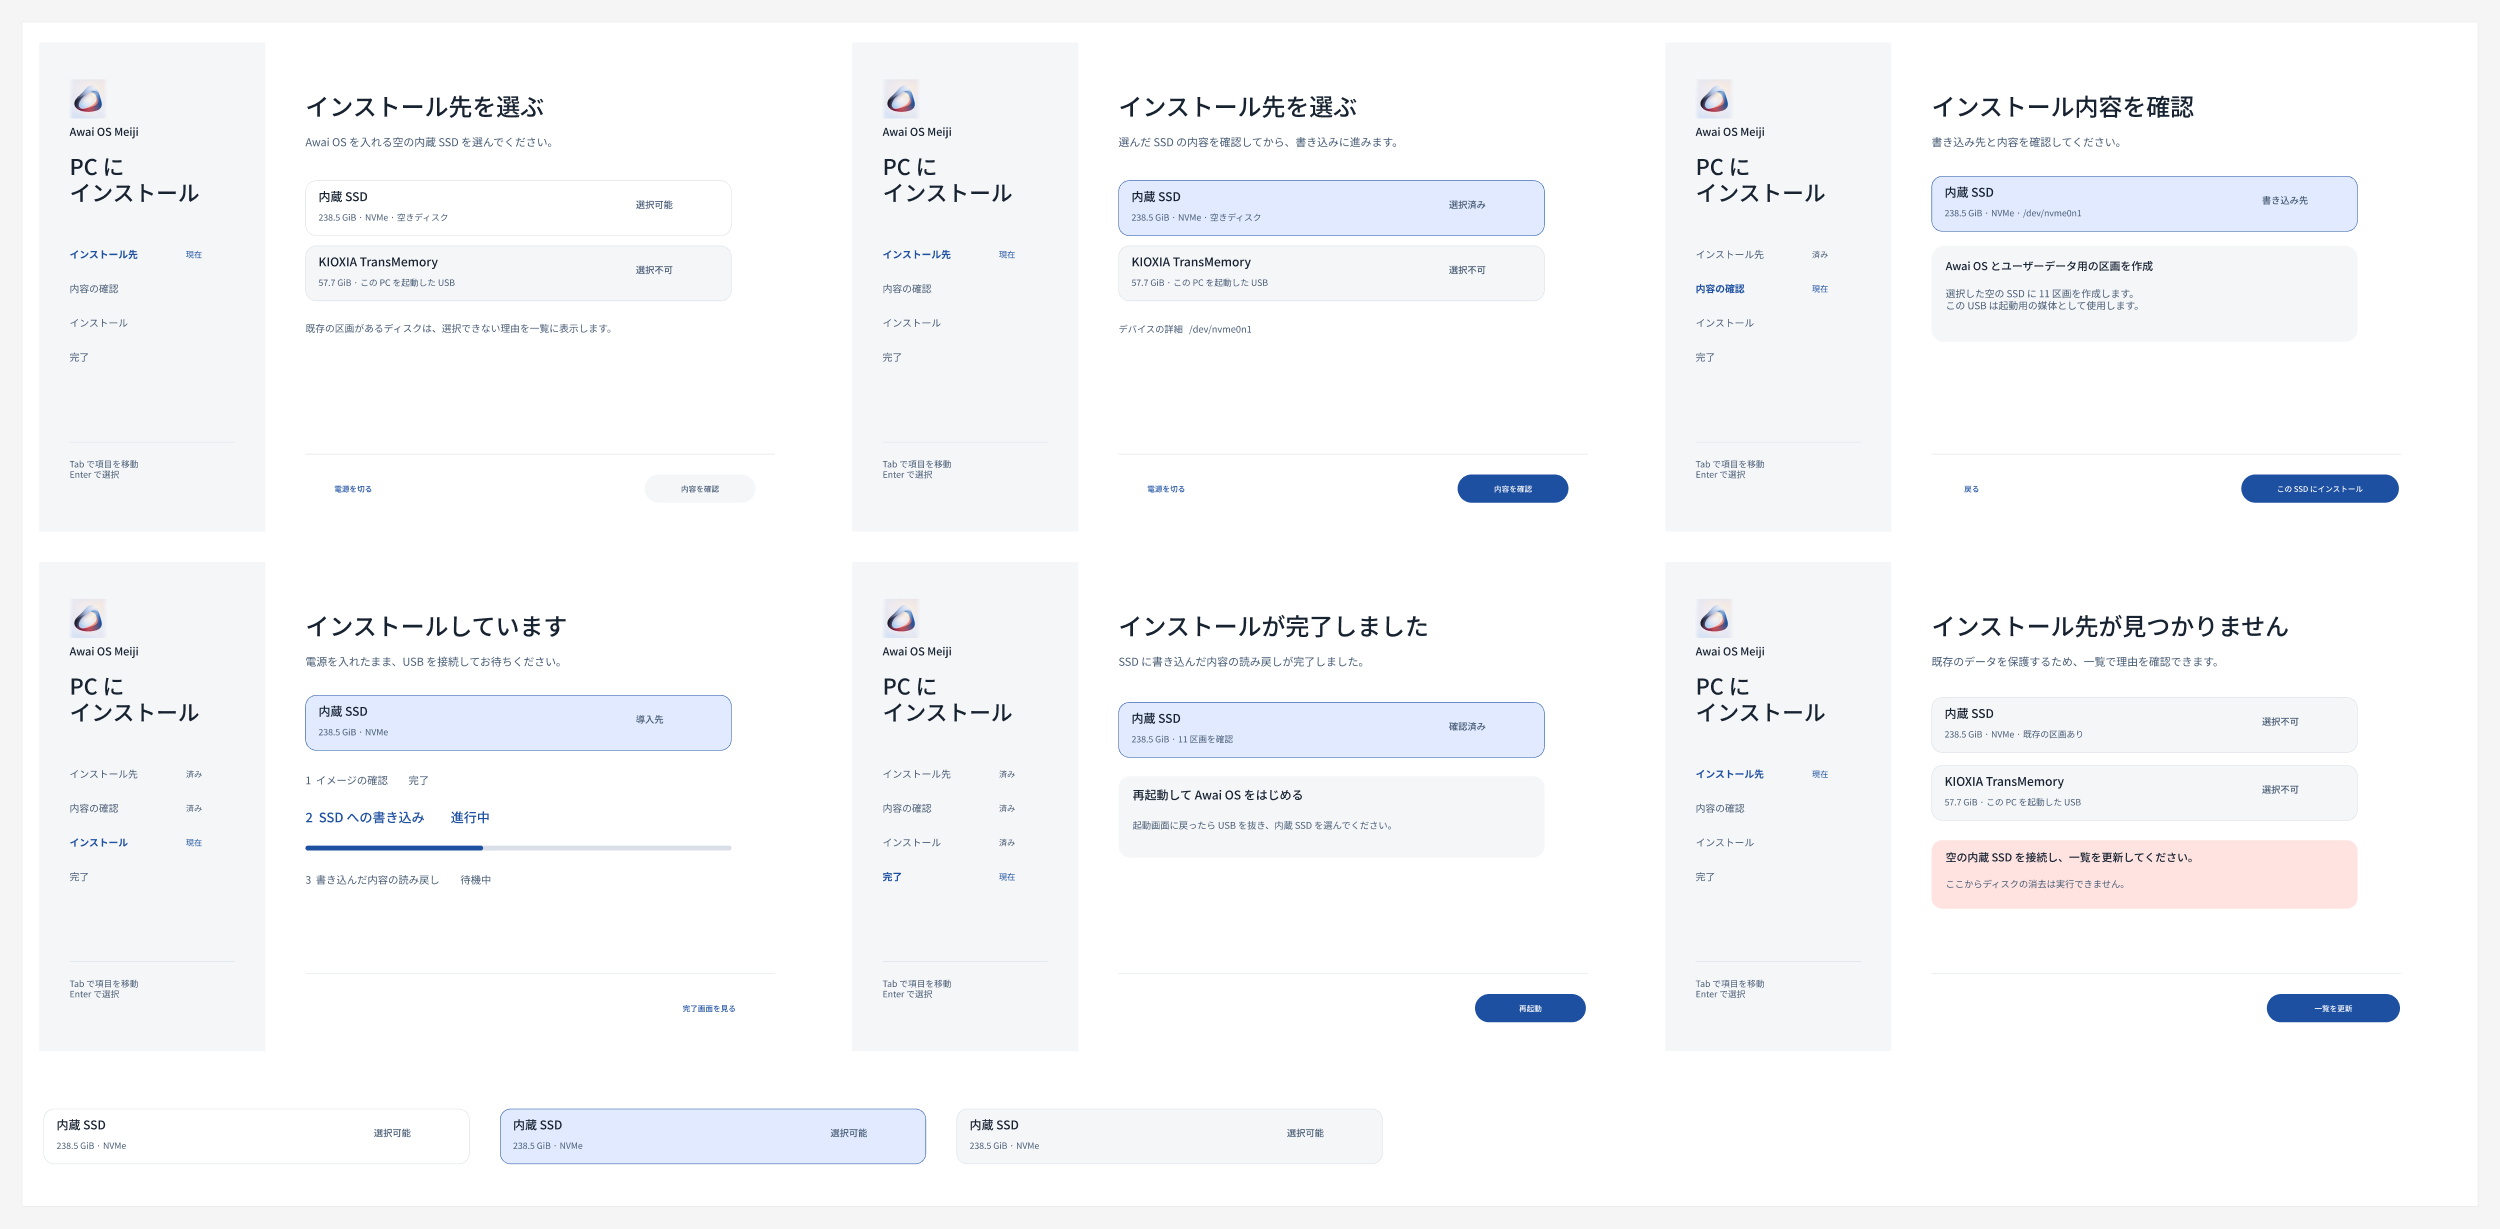 Awai OS Meiji
PC に
インストール
インストール先 現在
内容の確認
インストール
完了
Tab で項目を移動
Enter で選択
インストール先を選ぶ
Awai OS を入れる空の内蔵 SSD を選んでください。
内蔵 SSD
238.5 GiB · NVMe · 空きディスク
選択可能
KIOXIA TransMemory
57.7 GiB · この PC を起動した USB
選択不可
既存の区画があるディスクは、選択できない理由を一覧に表示します。
電源を切る
内容を確認
Awai OS Meiji
PC に
インストール
インストール先 現在
内容の確認
インストール
完了
Tab で項目を移動
Enter で選択
インストール先を選ぶ
選んだ SSD の内容を確認してから、書き込みに進みます。
内蔵 SSD
238.5 GiB · NVMe · 空きディスク
選択済み
KIOXIA TransMemory
57.7 GiB · この PC を起動した USB
選択不可
デバイスの詳細 /dev/nvme0n1
電源を切る
内容を確認
Awai OS Meiji
PC に
インストール
インストール先 済み
内容の確認 現在
インストール
完了
Tab で項目を移動
Enter で選択
インストール内容を確認
書き込み先と内容を確認してください。
内蔵 SSD
238.5 GiB · NVMe · /dev/nvme0n1
書き込み先
Awai OS とユーザーデータ用の区画を作成
選択した空の SSD に 11 区画を作成します。
この USB は起動用の媒体として使用します。
戻る
この SSD にインストール
Awai OS Meiji
PC に
インストール
インストール先 済み
内容の確認 済み
インストール 現在
完了
Tab で項目を移動
Enter で選択
インストールしています
電源を入れたまま、USB を接続してお待ちください。
内蔵 SSD
238.5 GiB · NVMe
導入先
1 イメージの確認 完了
2 SSD への書き込み 進行中
3 書き込んだ内容の読み戻し 待機中
完了画面を見る
Awai OS Meiji
PC に
インストール
インストール先 済み
内容の確認 済み
インストール 済み
完了 現在
Tab で項目を移動
Enter で選択
インストールが完了しました
SSD に書き込んだ内容の読み戻しが完了しました。
内蔵 SSD
238.5 GiB · 11 区画を確認
確認済み
再起動して Awai OS をはじめる
起動画面に戻ったら USB を抜き、内蔵 SSD を選んでください。
再起動
Awai OS Meiji
PC に
インストール
インストール先 現在
内容の確認
インストール
完了
Tab で項目を移動
Enter で選択
インストール先が見つかりません
既存のデータを保護するため、一覧で理由を確認できます。
内蔵 SSD
238.5 GiB · NVMe · 既存の区画あり
選択不可
KIOXIA TransMemory
57.7 GiB · この PC を起動した USB
選択不可
空の内蔵 SSD を接続し、一覧を更新してください。
ここからディスクの消去は実行できません。
一覧を更新
内蔵 SSD
238.5 GiB · NVMe
選択可能
内蔵 SSD
238.5 GiB · NVMe
選択可能
内蔵 SSD
238.5 GiB · NVMe
選択可能